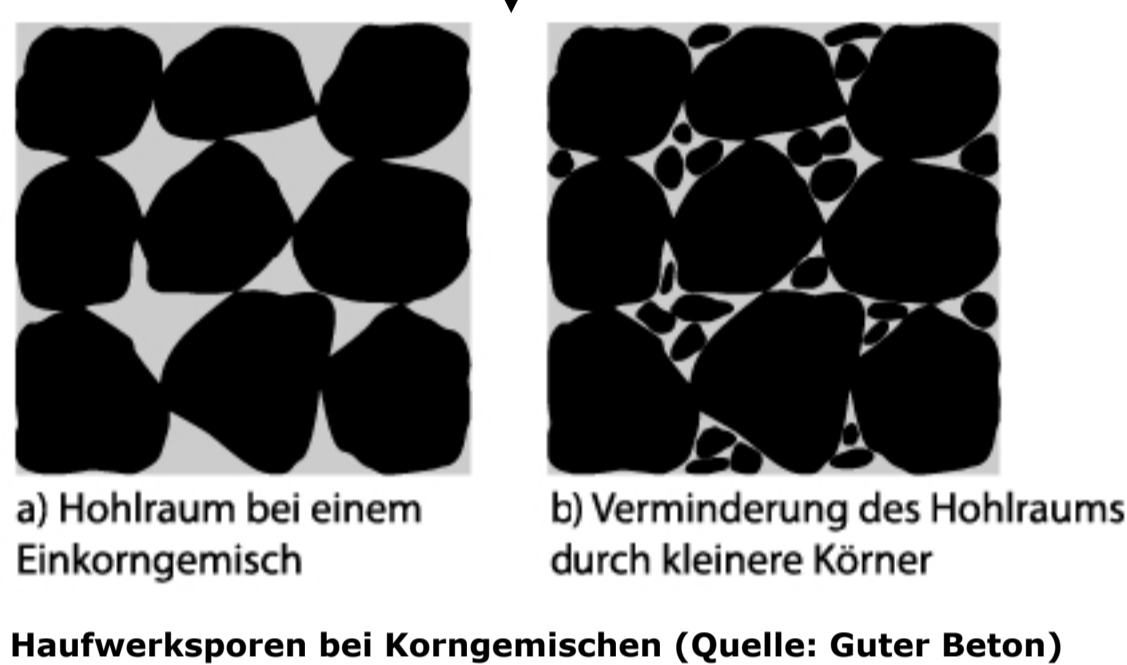 a) Hohlraum bei einem
Einkorngemisch
b) Verminderung des Hohlraums
durch kleinere Körner
Haufwerksporen bei Korngemischen (Quelle: Guter Beton)